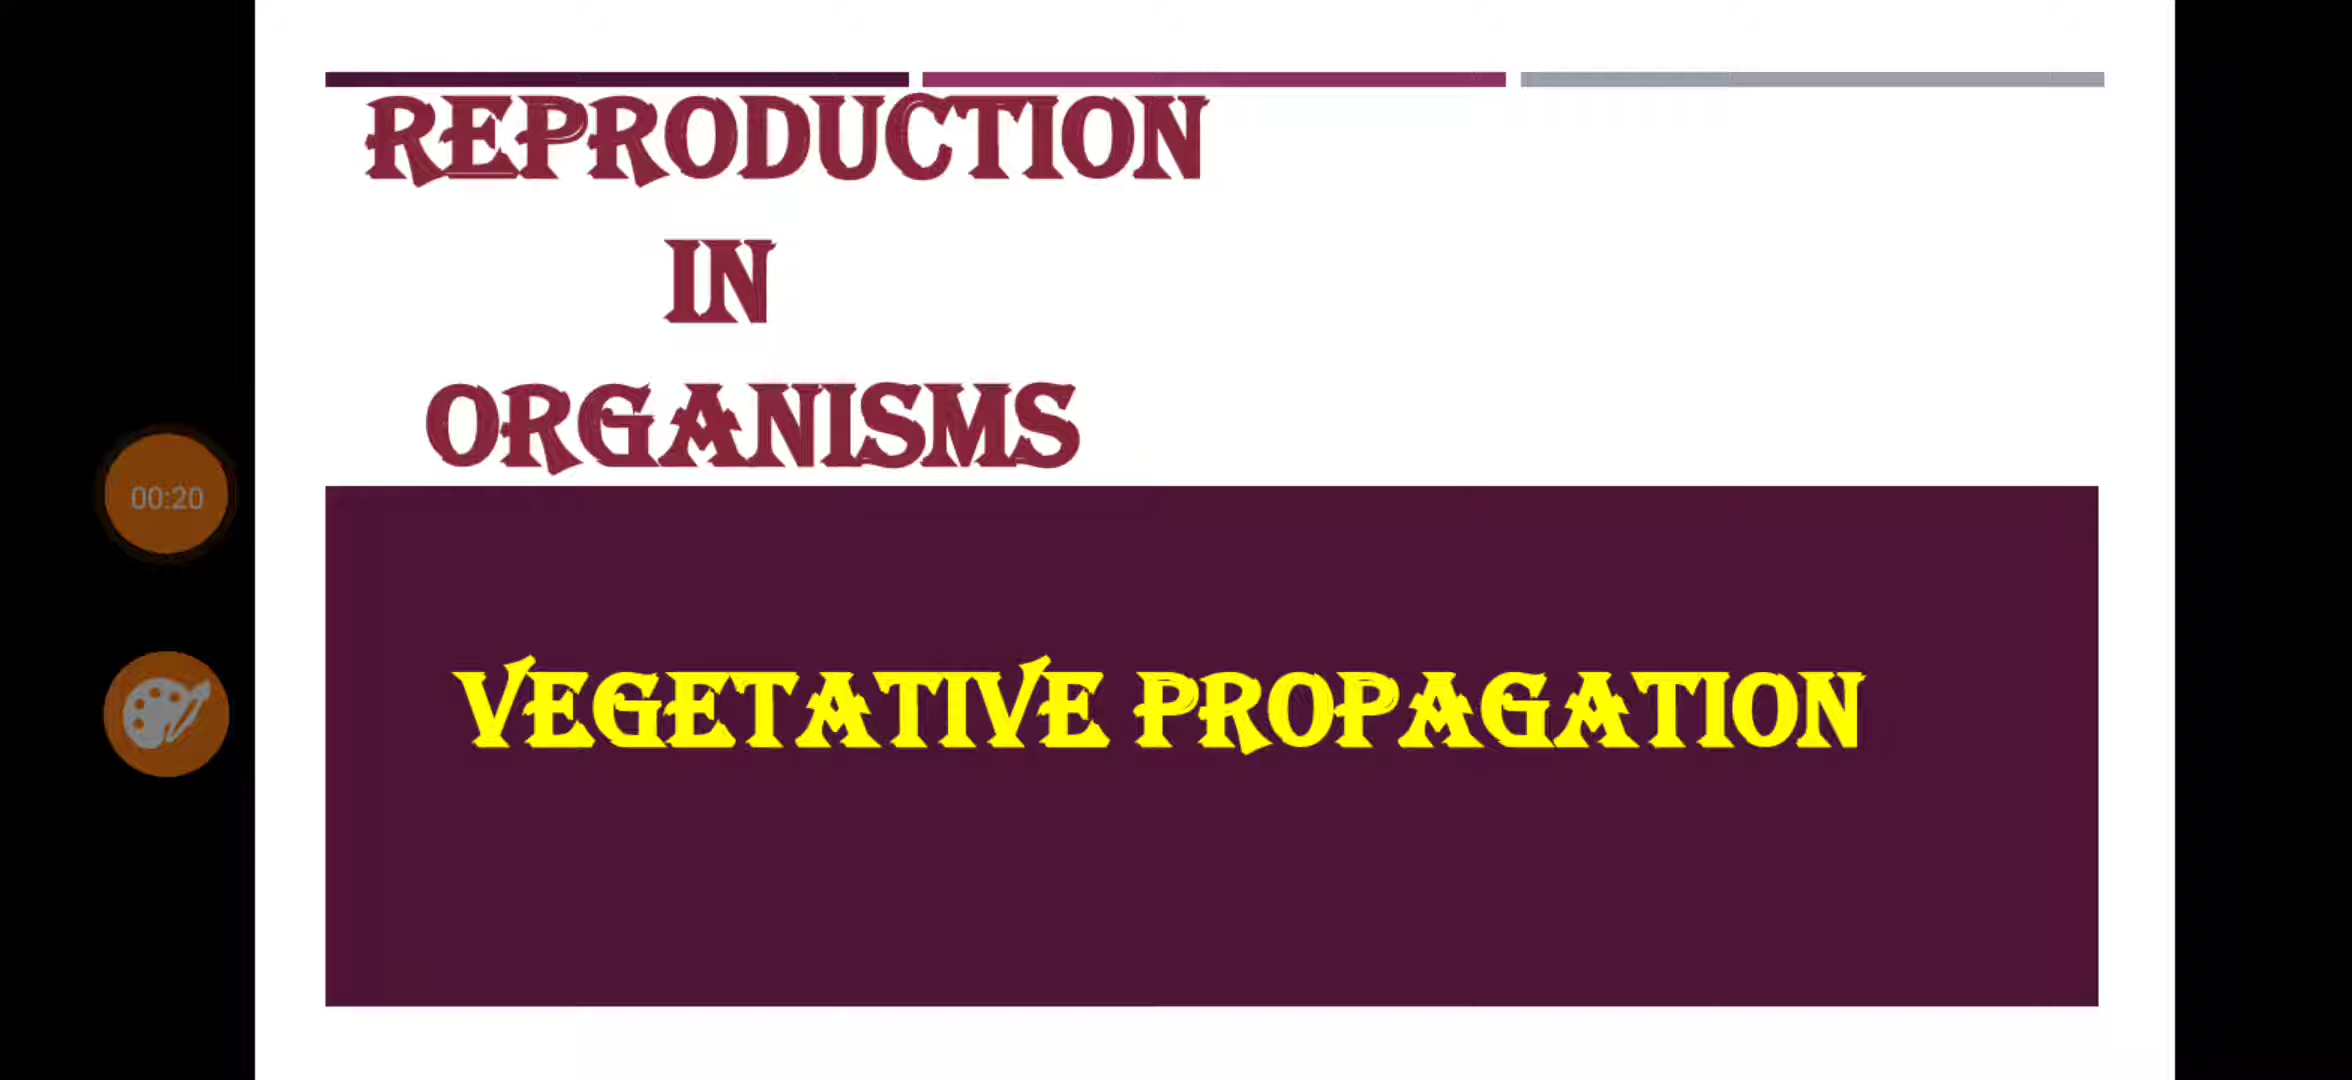 REPRODUCTION
IN
ORGANISMS
00:20
VEGETATIVE PROPAGATION